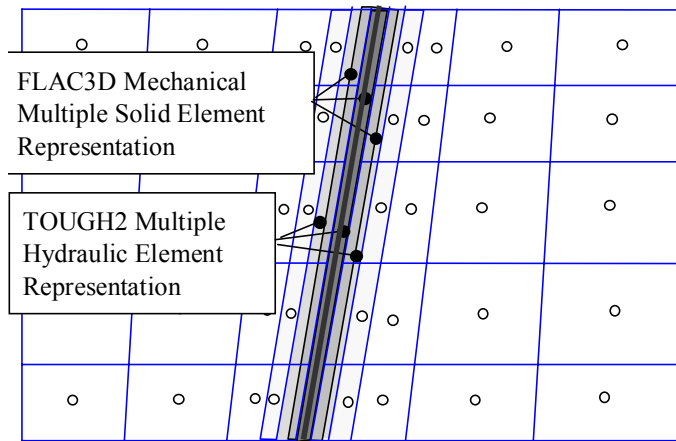 FLAC3D Mechanical
Multiple Solid Element
Representation
TOUGH2 Multiple
Hydraulic Element
Representation